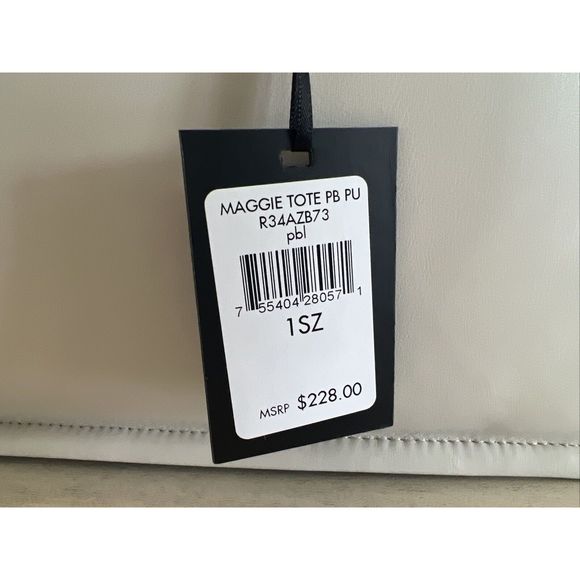 MAGGIE TOTE PB PU
R34AZB73
pbl
7 55404 28057 1
1SZ
MSRP $228.00